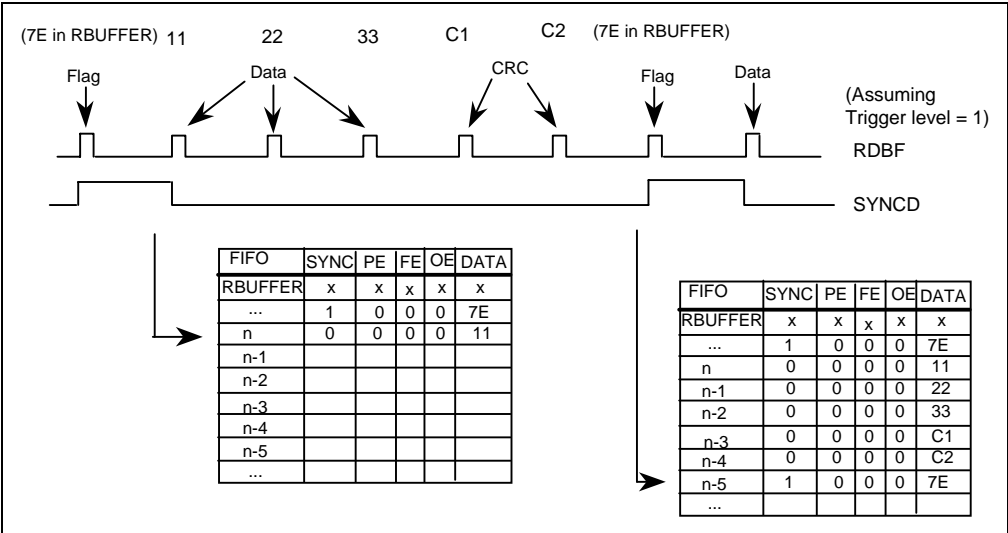 (7E in RBUFFER) 11 22 33 C1 C2 (7E in RBUFFER)
Flag Data CRC Flag Data
(Assuming
Trigger level = 1)
RDBF
SYNCD
FIFO SYNC PE FE OE DATA
RBUFFER x x x x x
... 1 0 0 0 7E
n 0 0 0 0 11
n-1
n-2
n-3
n-4
n-5
...
FIFO SYNC PE FE OE DATA
RBUFFER x x x x x
... 1 0 0 0 7E
n 0 0 0 0 11
n-1 0 0 0 0 22
n-2 0 0 0 0 33
n-3 0 0 0 0 C1
n-4 0 0 0 0 C2
n-5 1 0 0 0 7E
...